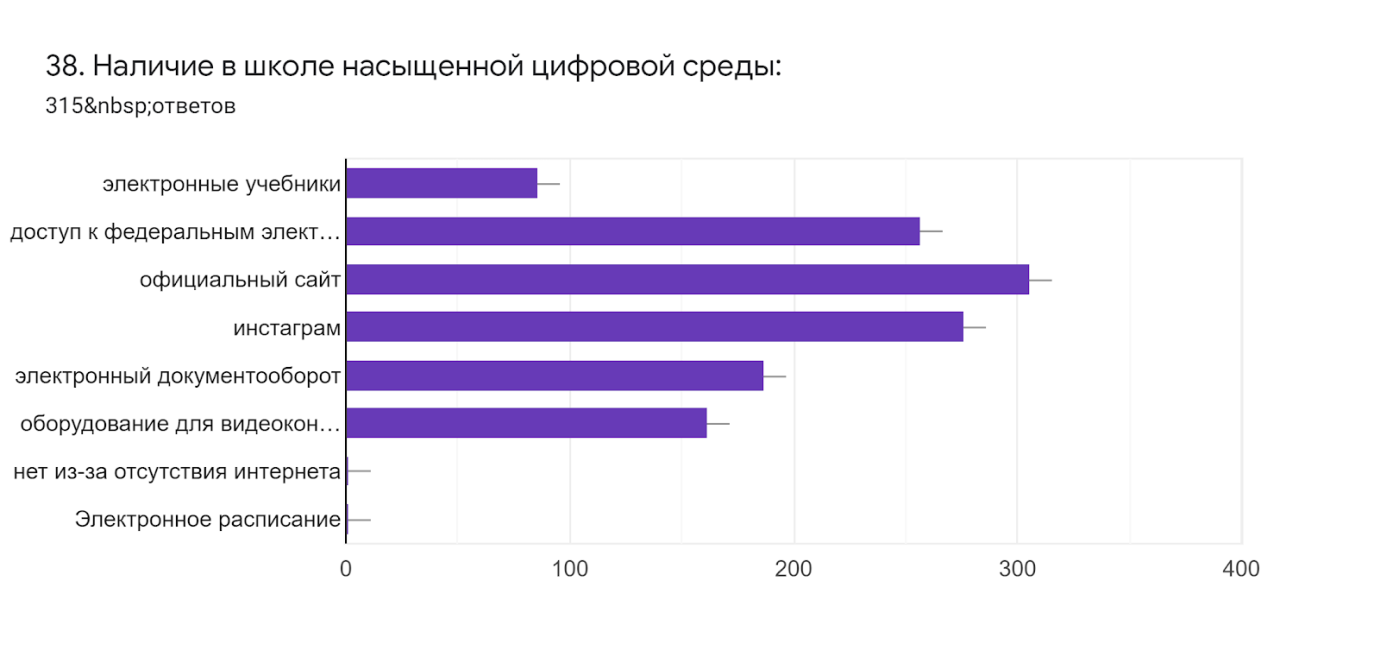 38. Наличие в школе насыщенной цифровой среды:
315&nbsp;ответов
электронные учебники
доступ к федеральным элект…
официальный сайт
инстаграм
электронный документооборот
оборудование для видеокон…
нет из-за отсутствия интернета
Электронное расписание
0 100 200 300 400